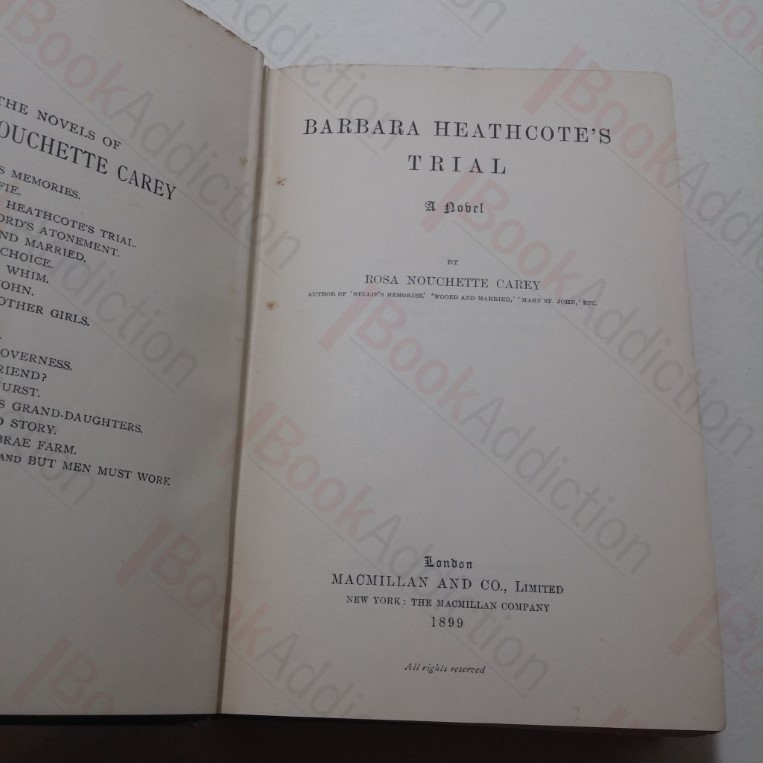 THE NOVELS OF
NOUCHETTE CAREY
S MEMORIES.
FIE.
HEATHCOTE'S TRIAL.
ORD'S ATONEMENT.
ND MARRIED.
CHOICE.
WHIM.
JOHN.
OTHER GIRLS.
OVERNESS.
RIEND?
URST.
S GRAND-DAUGHTERS.
D STORY.
BRAE FARM.
AND BUT MEN MUST WORK
BARBARA HEATHCOTE'S
TRIAL
A Novel
BY
ROSA NOUCHETTE CAREY
AUTHOR OF 'NELLIE'S MEMORIES,' 'WOOED AND MARRIED,' 'MARY ST. JOHN,' ETC.
London
MACMILLAN AND CO., LIMITED
NEW YORK: THE MACMILLAN COMPANY
1899
All rights reserved
BookAddiction